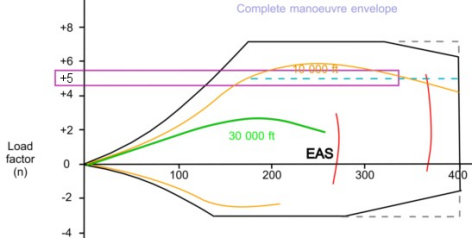 Complete manoeuvre envelope
+8
+6
10 000 ft
+5
+4
+2
30 000 ft
EAS
Load
factor
(n)
0
100
200
300
400
-2
-4